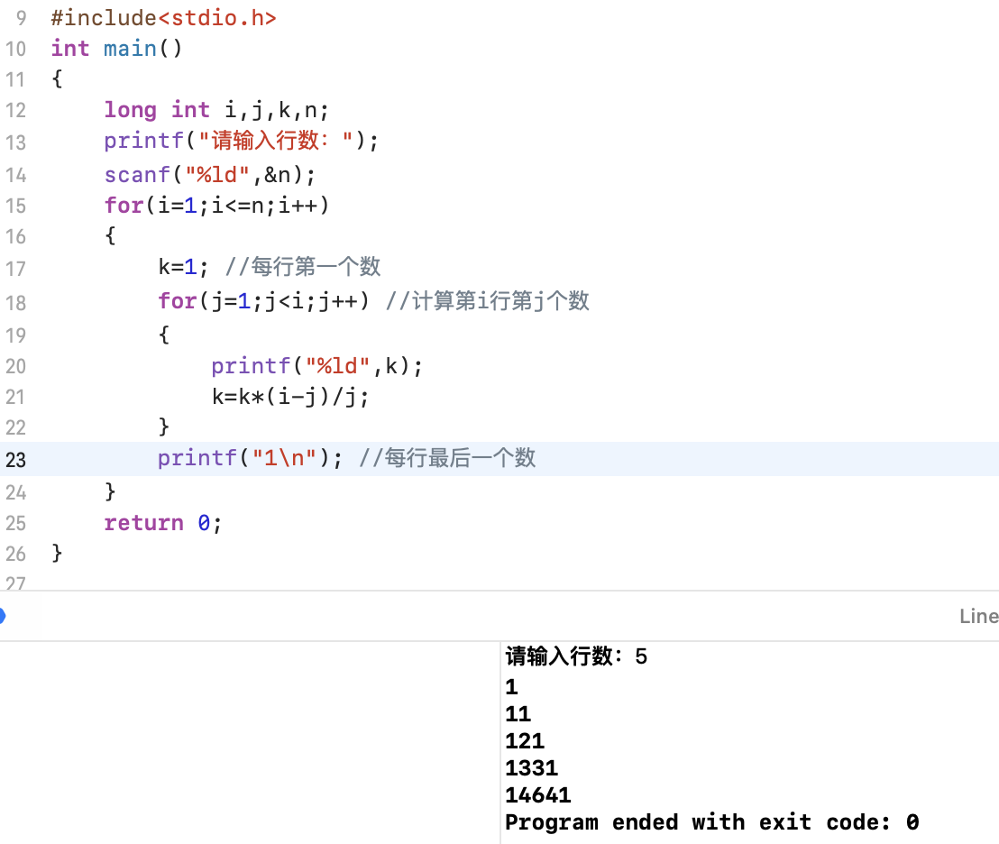 9 #include<stdio.h>
10 int main()
11 {
12     long int i,j,k,n;
13     printf("请输入行数：");
14     scanf("%ld",&n);
15     for(i=1;i<=n;i++)
16     {
17         k=1; //每行第一个数
18         for(j=1;j<i;j++) //计算第i行第j个数
19         {
20             printf("%ld",k);
21             k=k*(i-j)/j;
22         }
23         printf("1\n"); //每行最后一个数
24     }
25     return 0;
26 }
27
Line
请输入行数：5
1
11
121
1331
14641
Program ended with exit code: 0